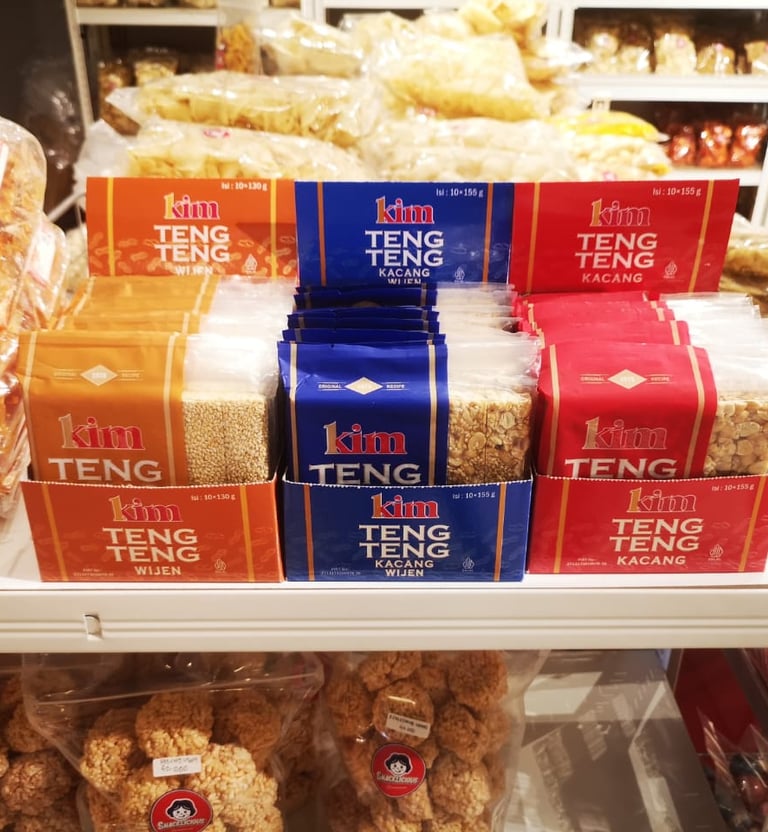 Isi : 10×130 g
kim
TENG
TENG
WIJEN
Isi : 10×155 g
kim
TENG
TENG
KACANG
WIJEN
Isi : 10×155 g
kim
TENG
TENG
KACANG
ORIGINAL RECIPE
kim
TENG
ORIGINAL RECIPE
kim
TENG
ORIGINAL RECIPE
kim
TENG
Isi : 10×130 g
kim
TENG
TENG
WIJEN
Isi : 10×155 g
kim
TENG
TENG
KACANG
WIJEN
Isi : 10×155 g
kim
TENG
TENG
KACANG
SNACKELICIOUS